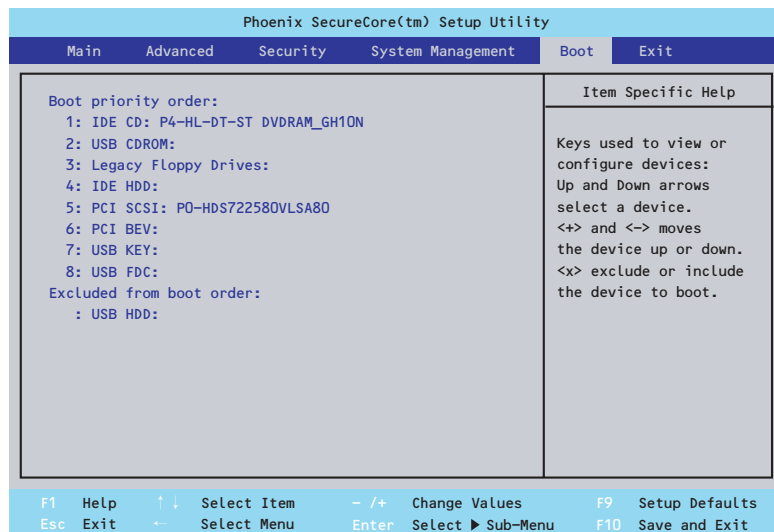 Phoenix SecureCore(tm) Setup Utility
Main Advanced Security System Management Boot Exit
Boot priority order:
1: IDE CD: P4-HL-DT-ST DVDRAM_GH10N
2: USB CDROM:
3: Legacy Floppy Drives:
4: IDE HDD:
5: PCI SCSI: P0-HDS722580VLSA80
6: PCI BEV:
7: USB KEY:
8: USB FDC:
Excluded from boot order:
: USB HDD:
Item Specific Help
Keys used to view or
configure devices:
Up and Down arrows
select a device.
<+> and <-> moves
the device up or down.
<x> exclude or include
the device to boot.
F1 Help ↑↓ Select Item - /+ Change Values F9 Setup Defaults
Esc Exit ← Select Menu Enter Select ▶ Sub-Menu F10 Save and Exit